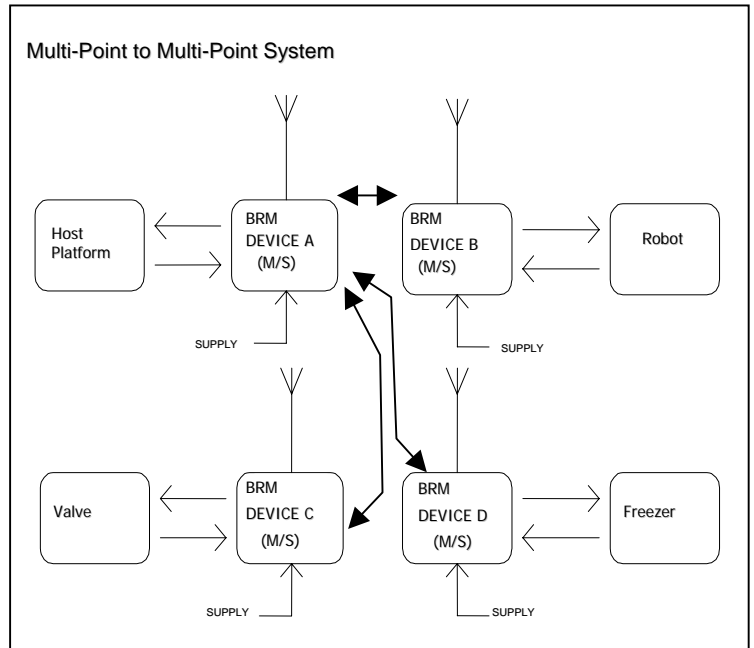 Multi-Point to Multi-Point System
Host
Platform
BRM
DEVICE A
(M/S)
BRM
DEVICE B
(M/S)
Robot
SUPPLY
SUPPLY
Valve
BRM
DEVICE C
(M/S)
BRM
DEVICE D
(M/S)
Freezer
SUPPLY
SUPPLY